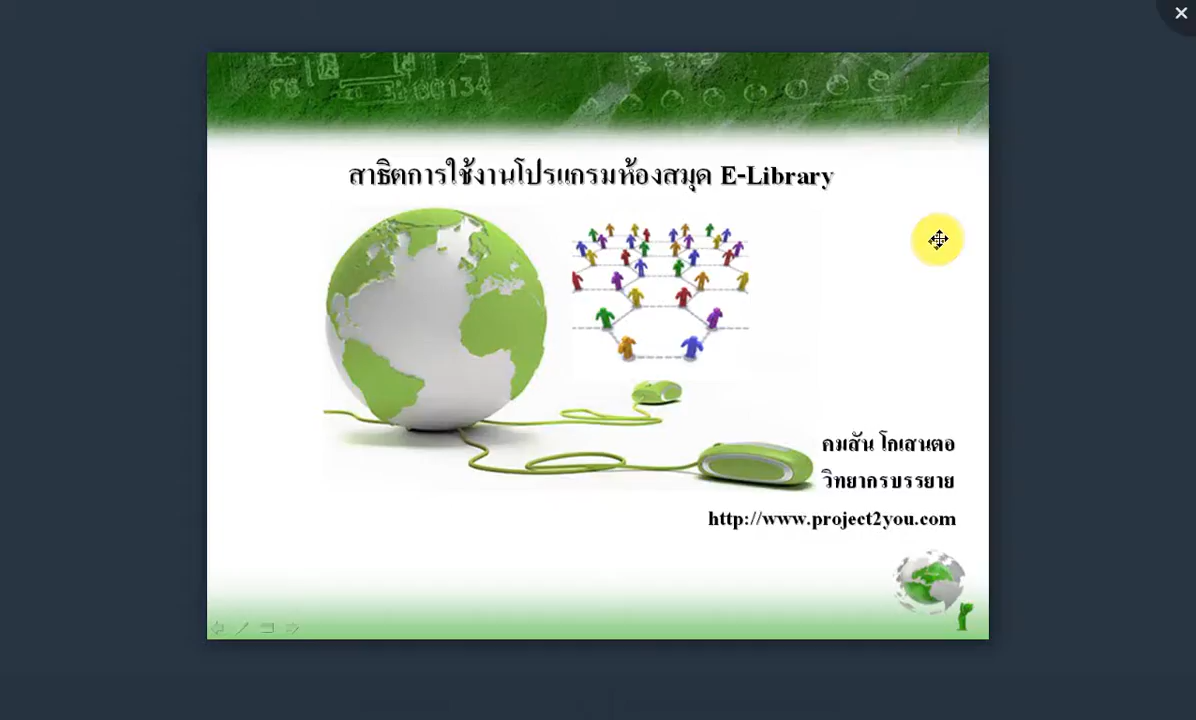 สาธิตการใช้งานโปรแกรมห้องสมุด E-Library
คมสัน โกเสนตอ
วิทยากรบรรยาย
http://www.project2you.com